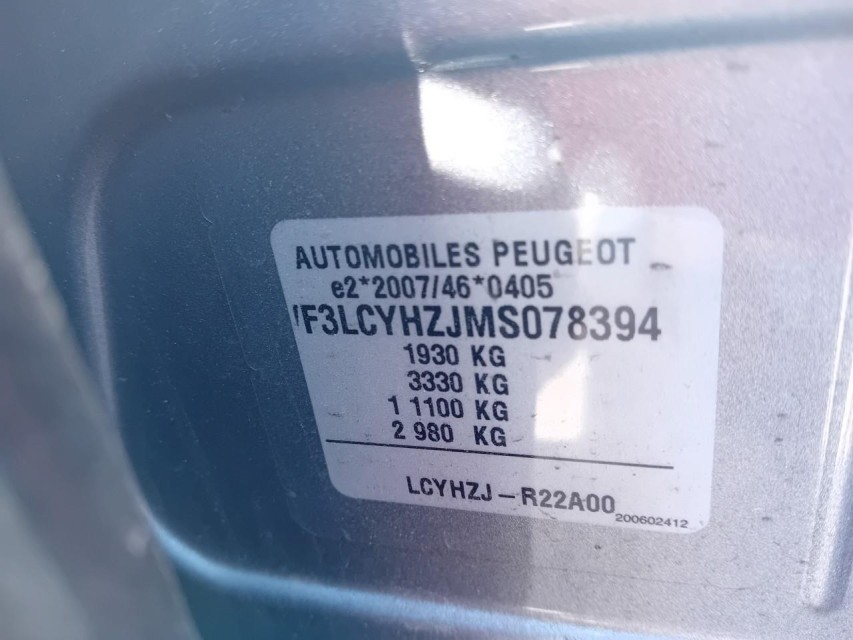 AUTOMOBILES PEUGEOT
e2*2007/46*0405
VF3LCYHZJMS078394
1930 KG
3330 KG
1 1100 KG
2 980 KG
LCYHZJ-R22A00
200602412